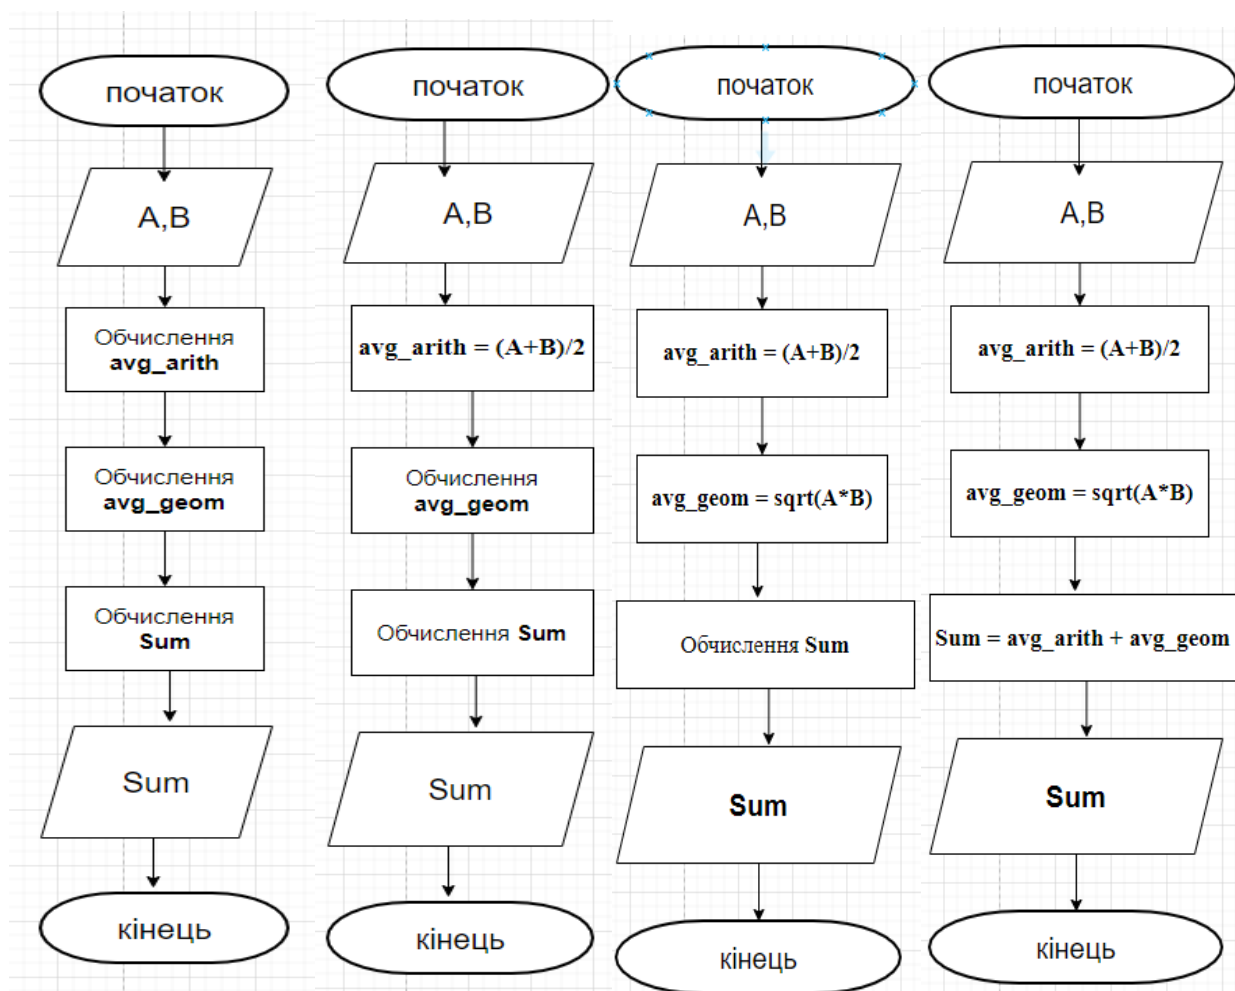 початок
A,B
Обчислення
avg_arith
Обчислення
avg_geom
Обчислення
Sum
Sum
кінець
початок
A,B
avg_arith = (A+B)/2
Обчислення
avg_geom
Обчислення Sum
Sum
кінець
початок
A,B
avg_arith = (A+B)/2
avg_geom = sqrt(A*B)
Обчислення Sum
Sum
кінець
початок
A,B
avg_arith = (A+B)/2
avg_geom = sqrt(A*B)
Sum = avg_arith + avg_geom
Sum
кінець